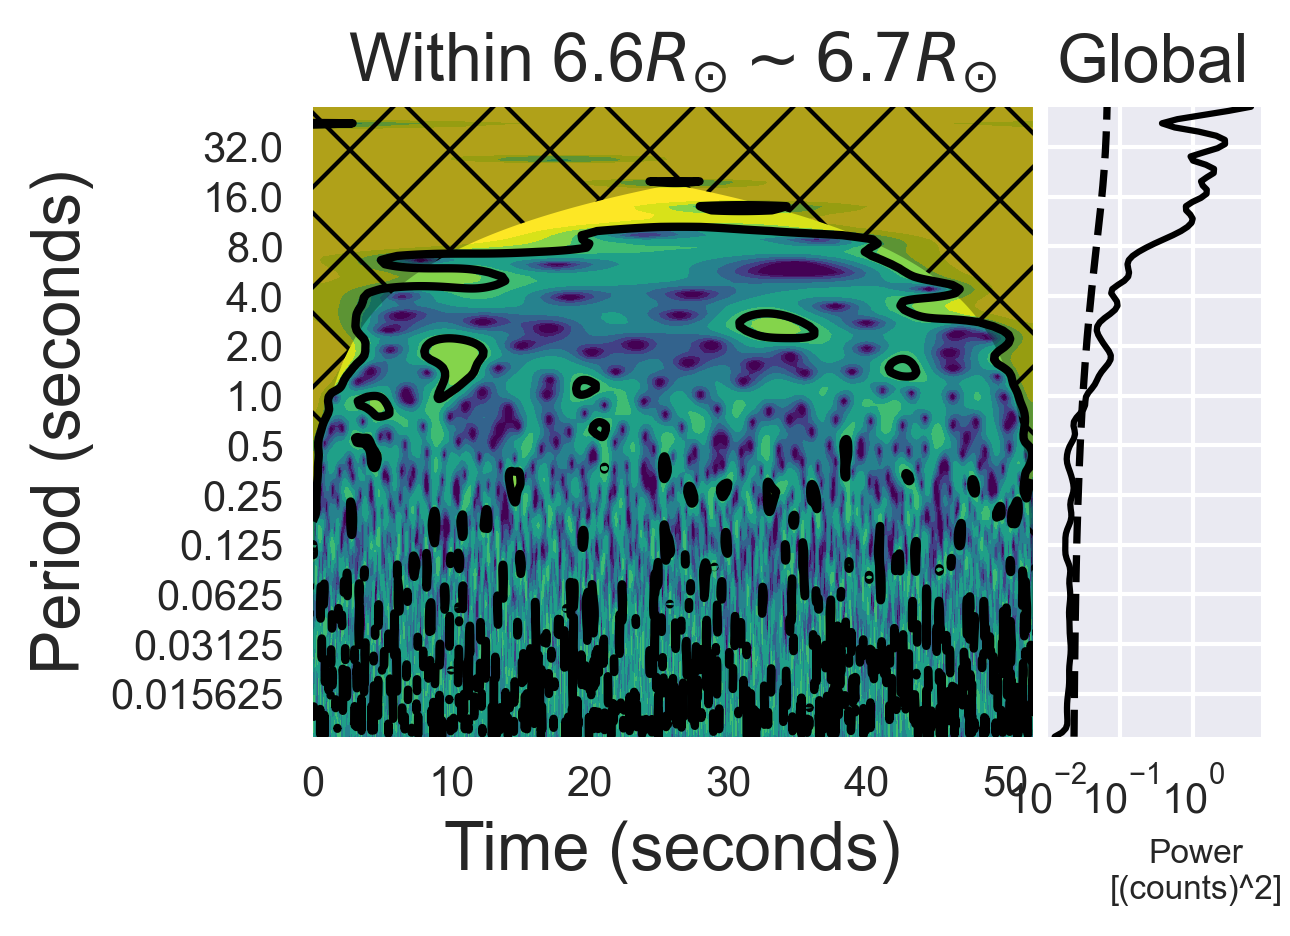 Within 6.6R⊙ ~ 6.7R⊙
Global
Period (seconds)
32.0
16.0
8.0
4.0
2.0
1.0
0.5
0.25
0.125
0.0625
0.03125
0.015625
0 10 20 30 40 50
10⁻² 10⁻¹ 10⁰
Time (seconds)
Power
[(counts)^2]